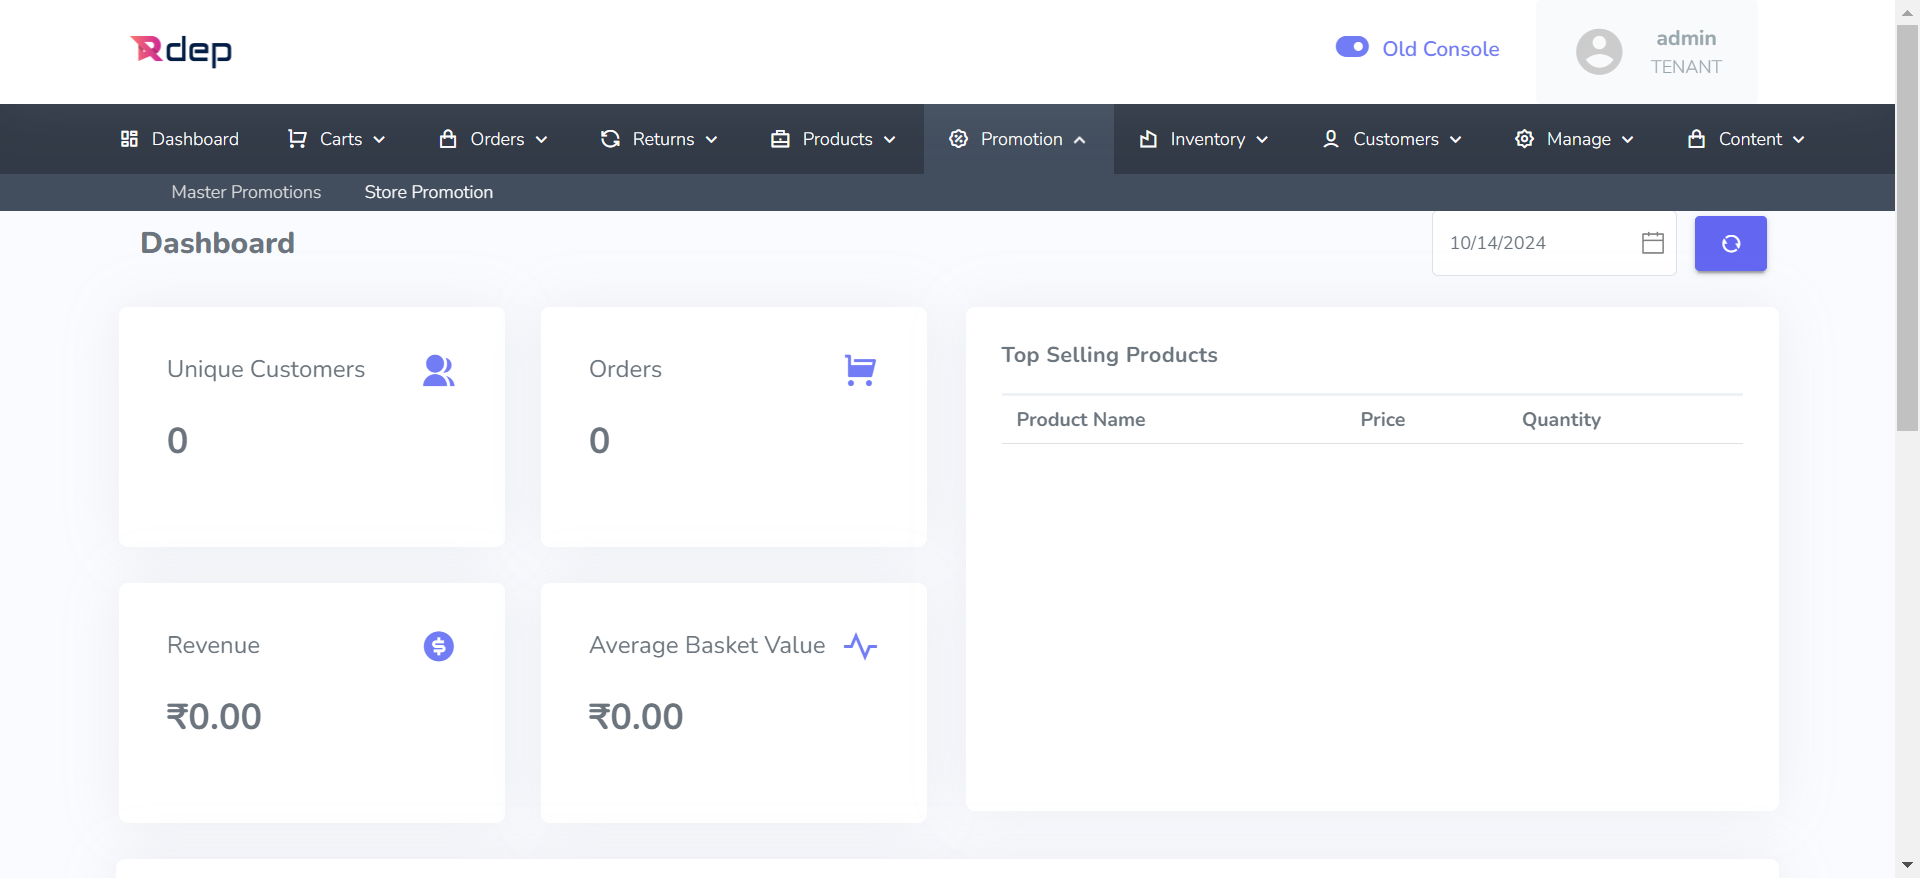 Rdep
Old Console
admin
TENANT
Dashboard Carts Orders Returns Products Promotion Inventory Customers Manage Content
Master Promotions Store Promotion
Dashboard
10/14/2024
Unique Customers
0
Orders
0
Top Selling Products
Product Name Price Quantity
Revenue
₹0.00
Average Basket Value
₹0.00